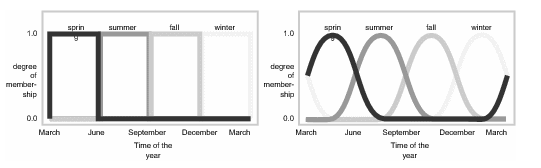 sprin
g
summer
fall
winter
1.0
degree
of
member-
ship
0.0
March
June
September
December
March
Time of the
year
sprin
g
summer
fall
winter
1.0
degree
of
member-
ship
0.0
March
June
September
December
March
Time of the
year